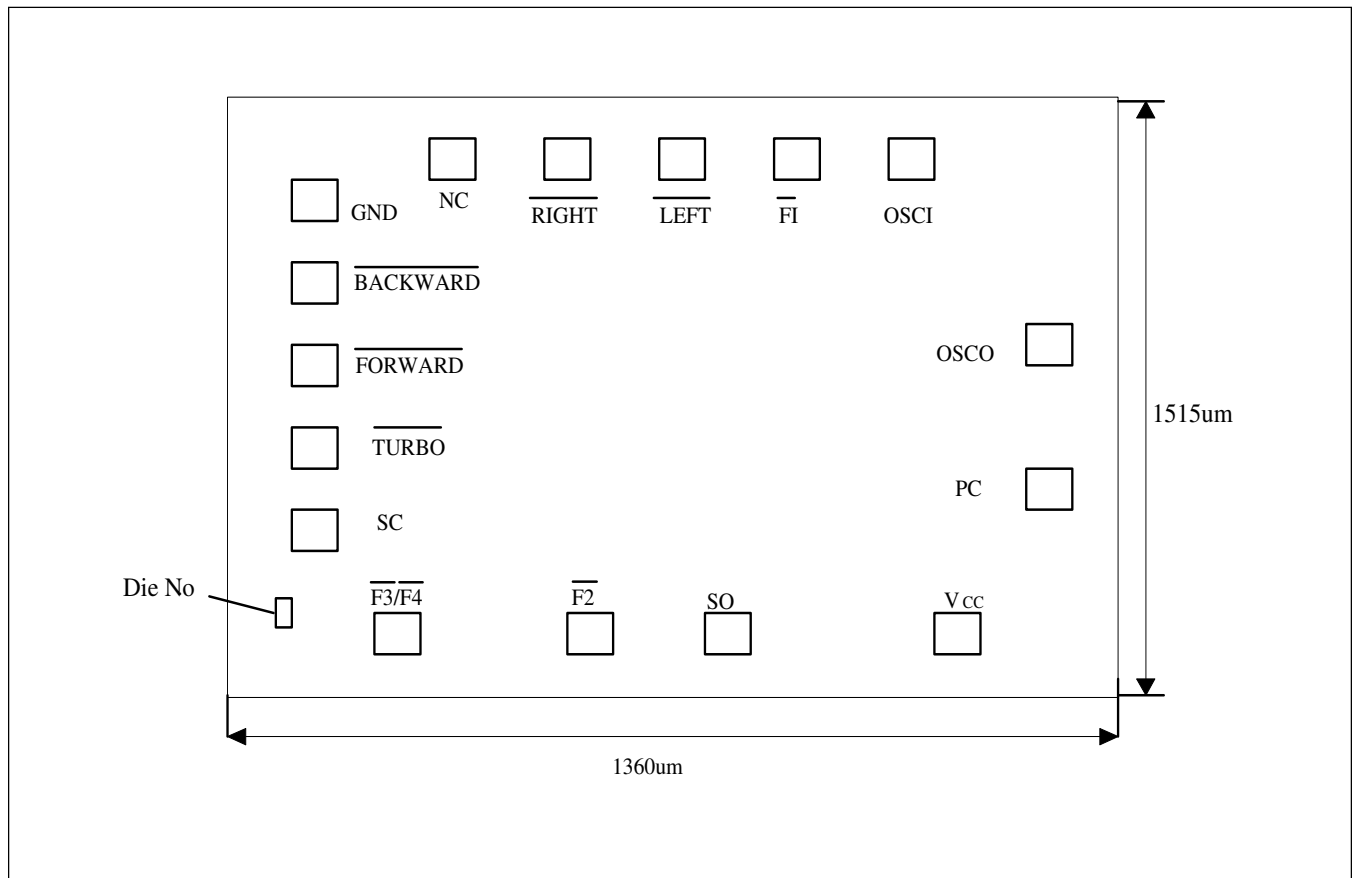 NC
GND
RIGHT
LEFT
FI
OSCI
BACKWARD
FORWARD
OSCO
1515um
TURBO
PC
SC
Die No
F3/F4
F2
SO
VCC
1360um